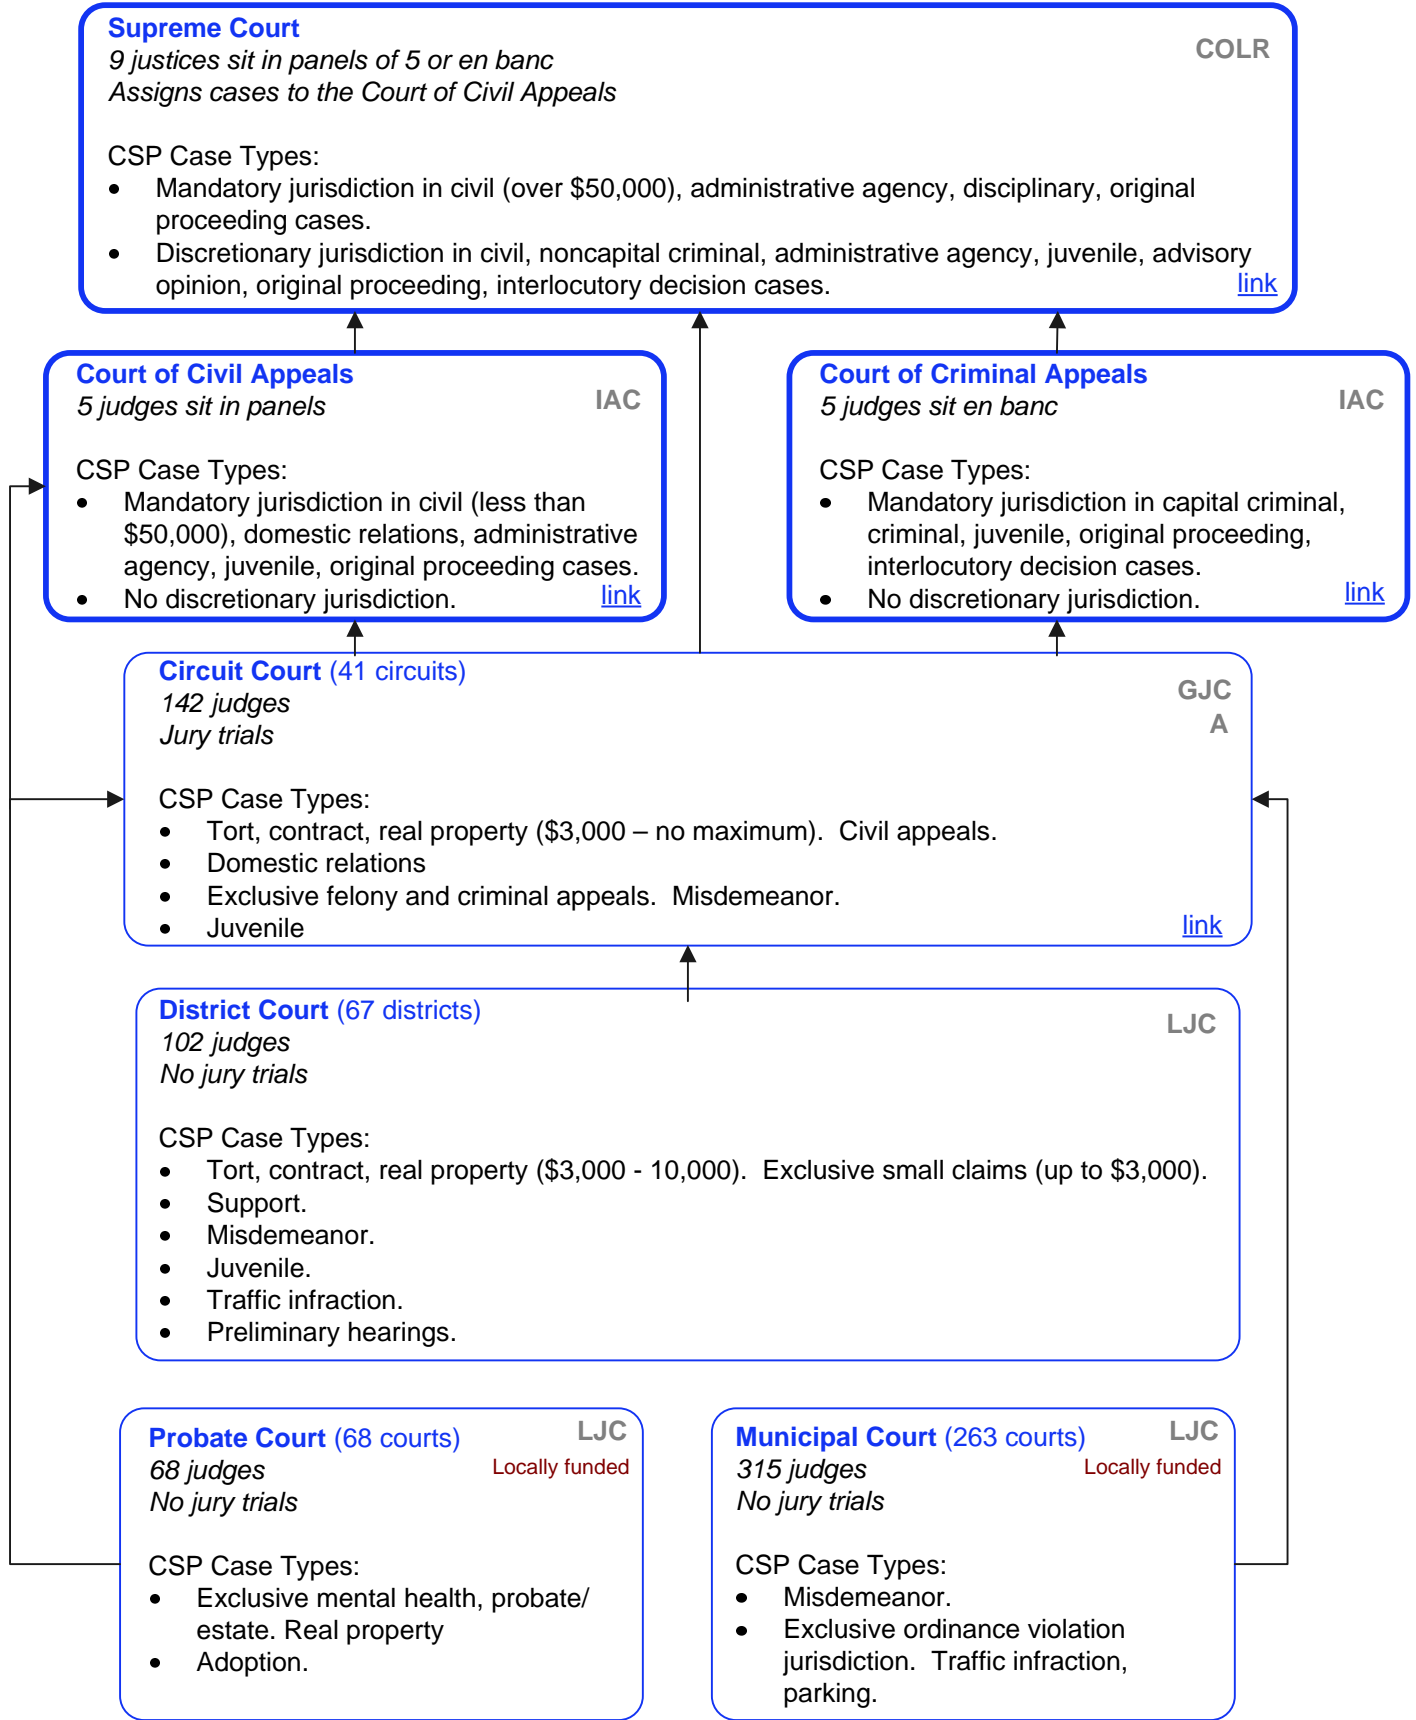 Supreme Court
COLR
9 justices sit in panels of 5 or en banc
Assigns cases to the Court of Civil Appeals
CSP Case Types:
• Mandatory jurisdiction in civil (over $50,000), administrative agency, disciplinary, original
proceeding cases.
• Discretionary jurisdiction in civil, noncapital criminal, administrative agency, juvenile, advisory
opinion, original proceeding, interlocutory decision cases.
link
Court of Civil Appeals
IAC
5 judges sit in panels
CSP Case Types:
• Mandatory jurisdiction in civil (less than
$50,000), domestic relations, administrative
agency, juvenile, original proceeding cases.
• No discretionary jurisdiction.
link
Court of Criminal Appeals
IAC
5 judges sit en banc
CSP Case Types:
• Mandatory jurisdiction in capital criminal,
criminal, juvenile, original proceeding,
interlocutory decision cases.
• No discretionary jurisdiction.
link
Circuit Court (41 circuits)
GJC
A
142 judges
Jury trials
CSP Case Types:
• Tort, contract, real property ($3,000 – no maximum). Civil appeals.
• Domestic relations
• Exclusive felony and criminal appeals. Misdemeanor.
• Juvenile
link
District Court (67 districts)
LJC
102 judges
No jury trials
CSP Case Types:
• Tort, contract, real property ($3,000 - 10,000). Exclusive small claims (up to $3,000).
• Support.
• Misdemeanor.
• Juvenile.
• Traffic infraction.
• Preliminary hearings.
Probate Court (68 courts)
LJC
68 judges
Locally funded
No jury trials
CSP Case Types:
• Exclusive mental health, probate/
estate. Real property
• Adoption.
Municipal Court (263 courts)
LJC
315 judges
Locally funded
No jury trials
CSP Case Types:
• Misdemeanor.
• Exclusive ordinance violation
jurisdiction. Traffic infraction,
parking.